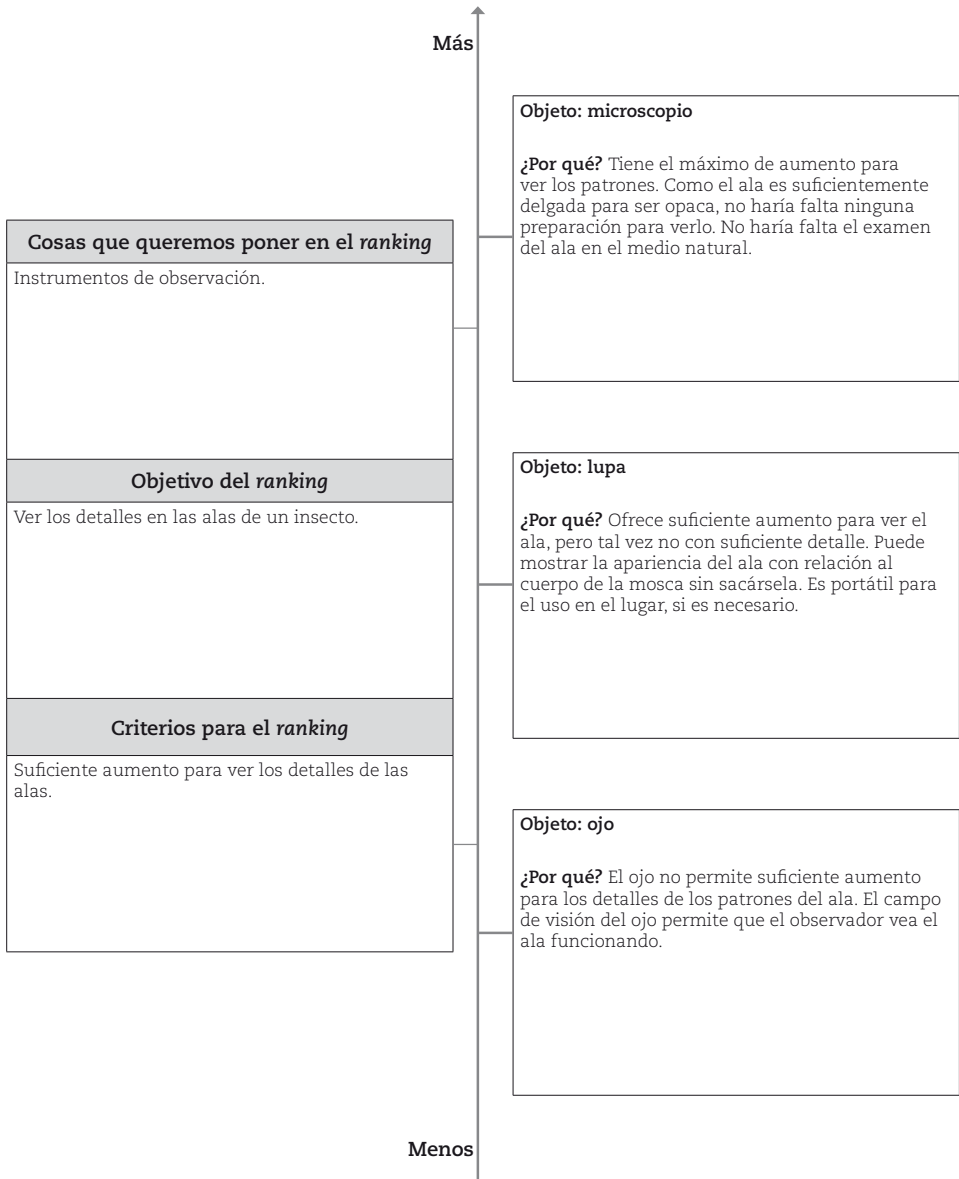 Más
Cosas que queremos poner en el ranking
Instrumentos de observación.
Objetivo del ranking
Ver los detalles en las alas de un insecto.
Criterios para el ranking
Suficiente aumento para ver los detalles de las
alas.
Objeto: microscopio
¿Por qué? Tiene el máximo de aumento para
ver los patrones. Como el ala es suficientemente
delgada para ser opaca, no haría falta ninguna
preparación para verlo. No haría falta el examen
del ala en el medio natural.
Objeto: lupa
¿Por qué? Ofrece suficiente aumento para ver el
ala, pero tal vez no con suficiente detalle. Puede
mostrar la apariencia del ala con relación al
cuerpo de la mosca sin sacársela. Es portátil para
el uso en el lugar, si es necesario.
Objeto: ojo
¿Por qué? El ojo no permite suficiente aumento
para los detalles de los patrones del ala. El campo
de visión del ojo permite que el observador vea el
ala funcionando.
Menos